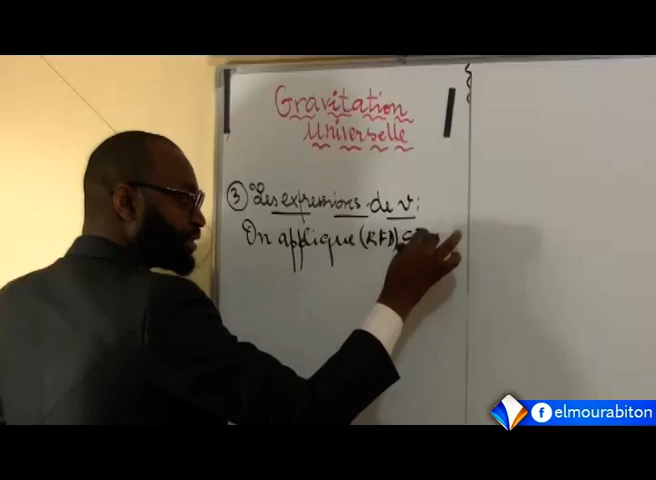 Gravitation
Universelle
③ Les expressions de v:
On applique (RFD)
f elmourabiton